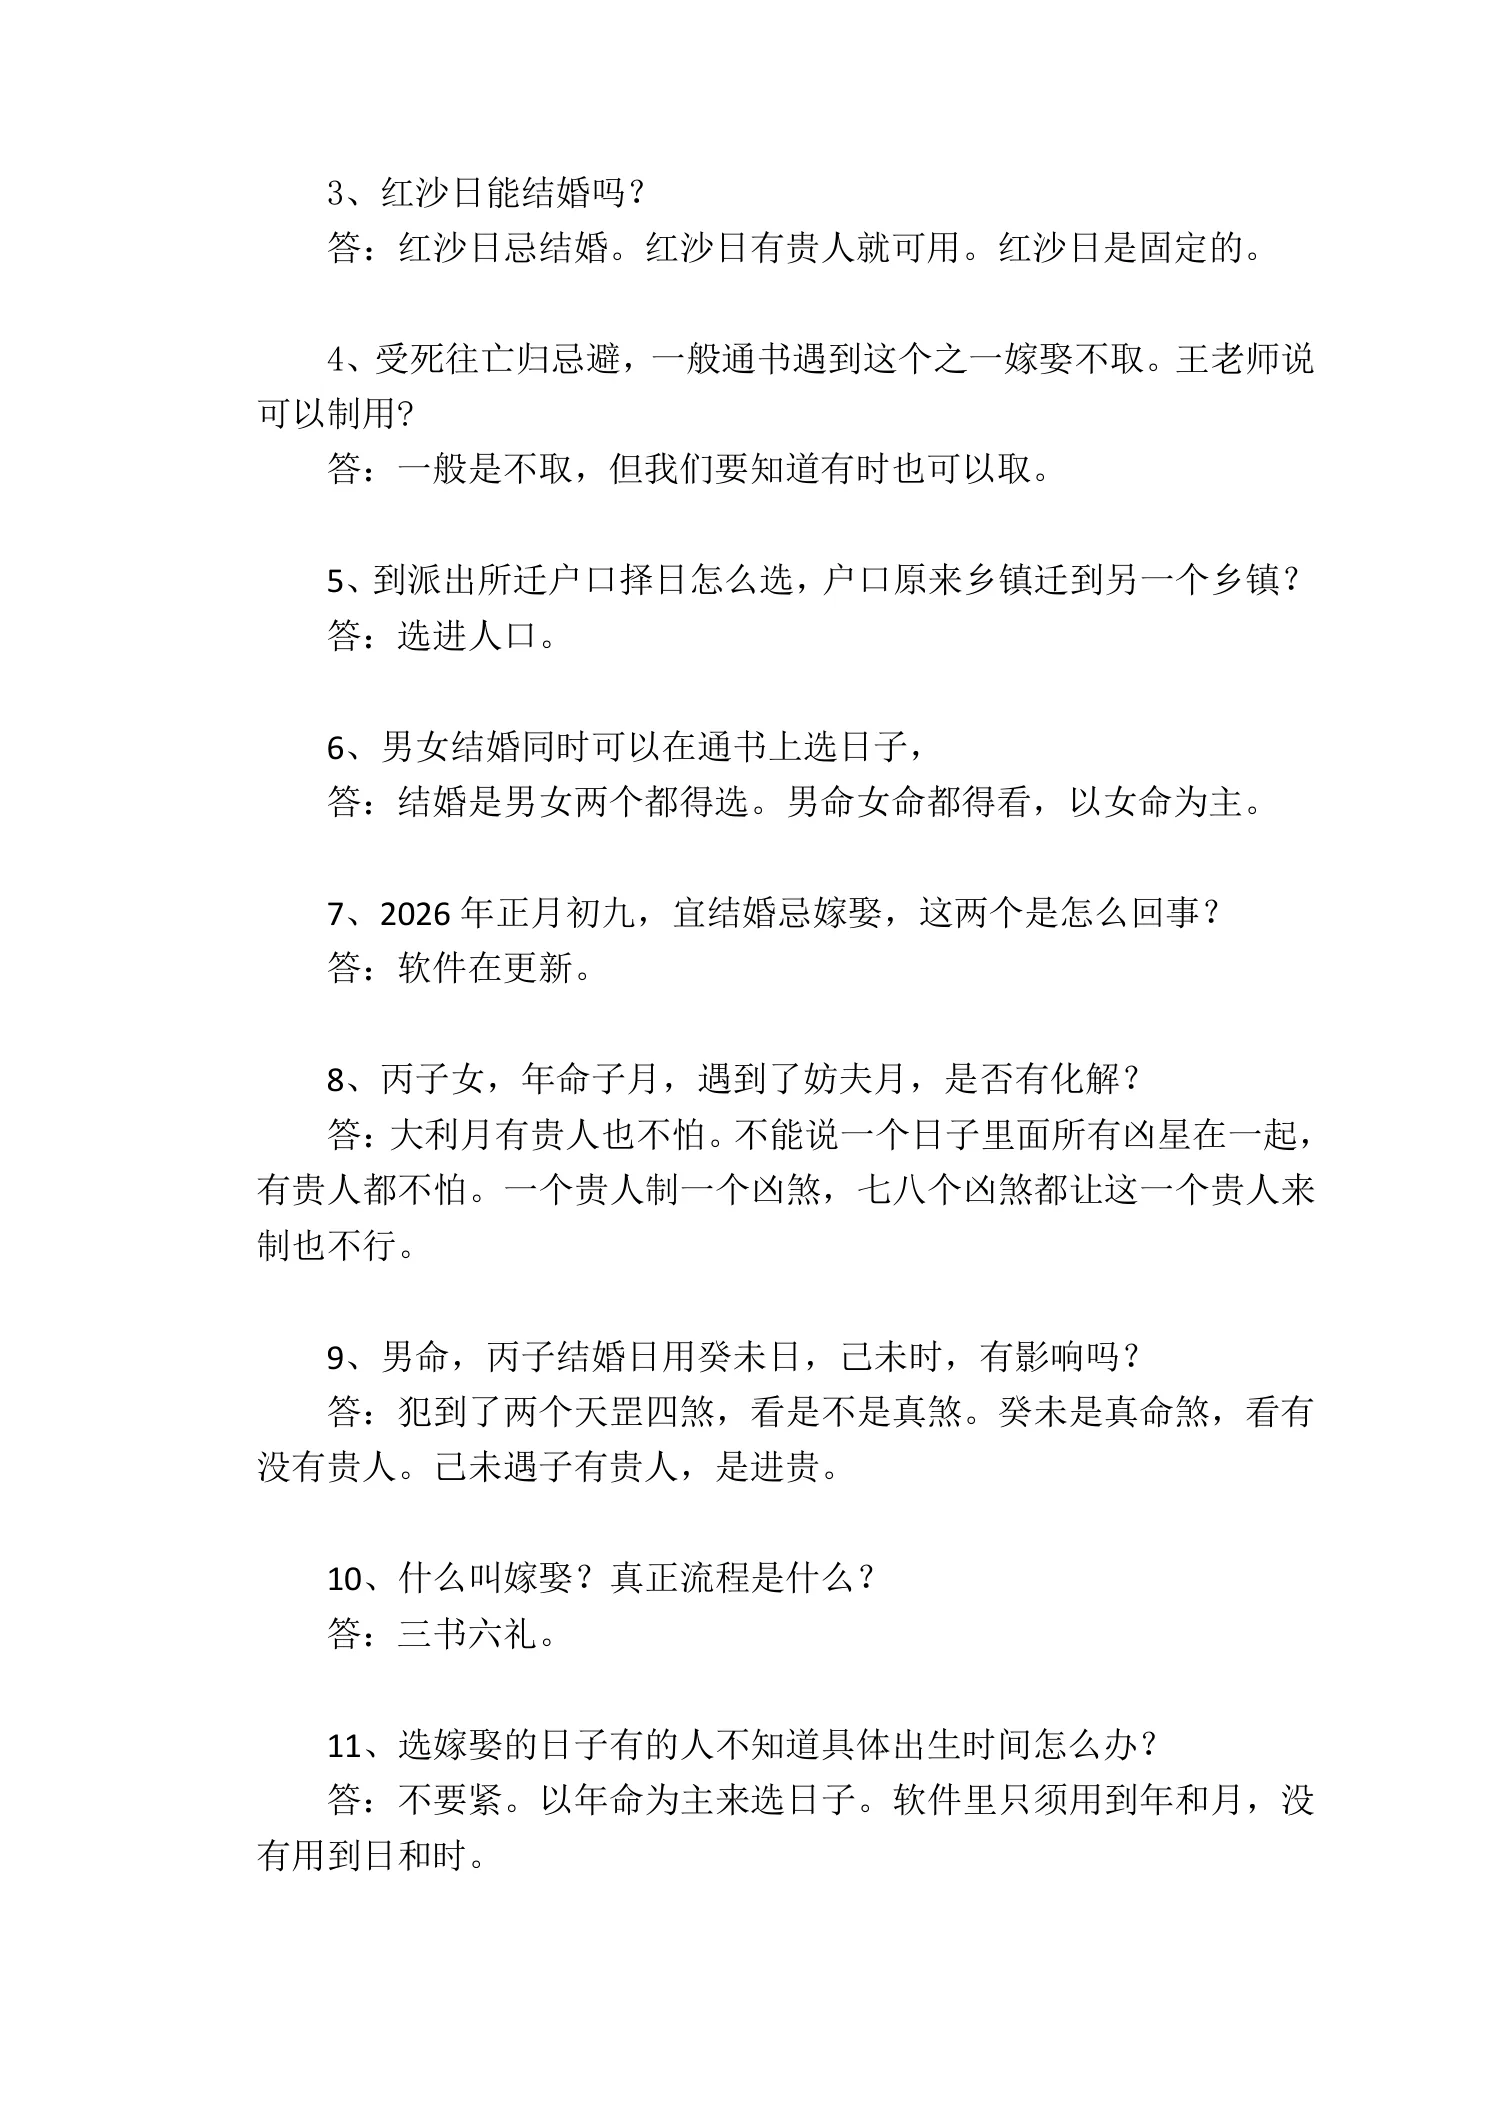 3、红沙日能结婚吗？
答：红沙日忌结婚。红沙日有贵人就可用。红沙日是固定的。
4、受死往亡归忌避，一般通书遇到这个之一嫁娶不取。王老师说
可以制用?
答：一般是不取，但我们要知道有时也可以取。
5、到派出所迁户口择日怎么选，户口原来乡镇迁到另一个乡镇？
答：选进人口。
6、男女结婚同时可以在通书上选日子，
答：结婚是男女两个都得选。男命女命都得看，以女命为主。
7、2026 年正月初九，宜结婚忌嫁娶，这两个是怎么回事？
答：软件在更新。
8、丙子女，年命子月，遇到了妨夫月，是否有化解？
答：大利月有贵人也不怕。不能说一个日子里面所有凶星在一起，
有贵人都不怕。一个贵人制一个凶煞，七八个凶煞都让这一个贵人来
制也不行。
9、男命，丙子结婚日用癸未日，己未时，有影响吗？
答：犯到了两个天罡四煞，看是不是真煞。癸未是真命煞，看有
没有贵人。己未遇子有贵人，是进贵。
10、什么叫嫁娶？真正流程是什么？
答：三书六礼。
11、选嫁娶的日子有的人不知道具体出生时间怎么办？
答：不要紧。以年命为主来选日子。软件里只须用到年和月，没
有用到日和时。